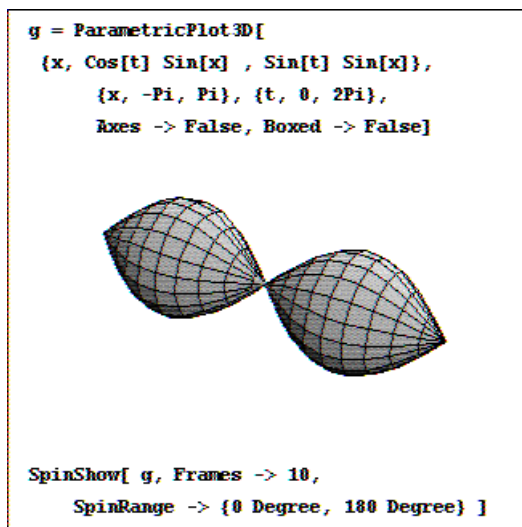 g = ParametricPlot3D[
{x, Cos[t] Sin[x] , Sin[t] Sin[x]},
{x, -Pi, Pi}, {t, 0, 2Pi},
Axes -> False, Boxed -> False]
SpinShow[ g, Frames -> 10,
SpinRange -> {0 Degree, 180 Degree} ]